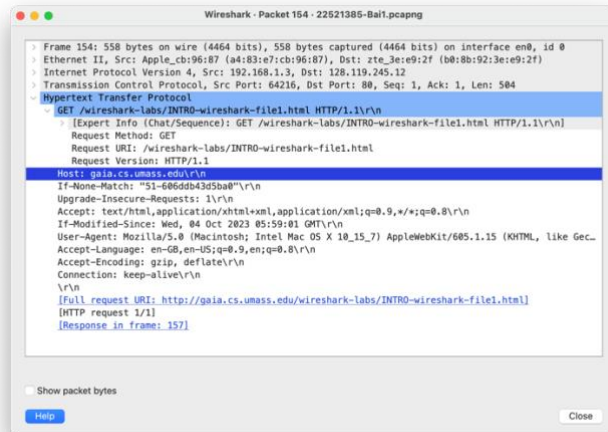 Wireshark · Packet 154 · 22521385-Bai1.pcapng
Frame 154: 558 bytes on wire (4464 bits), 558 bytes captured (4464 bits) on interface en0, id 0
Ethernet II, Src: Apple_cb:96:87 (a4:83:e7:cb:96:87), Dst: zte_3e:e9:2f (b0:8b:92:3e:e9:2f)
Internet Protocol Version 4, Src: 192.168.1.3, Dst: 128.119.245.12
Transmission Control Protocol, Src Port: 64216, Dst Port: 80, Seq: 1, Ack: 1, Len: 504
Hypertext Transfer Protocol
GET /wireshark-labs/INTRO-wireshark-file1.html HTTP/1.1\r\n
[Expert Info (Chat/Sequence): GET /wireshark-labs/INTRO-wireshark-file1.html HTTP/1.1\r\n]
Request Method: GET
Request URI: /wireshark-labs/INTRO-wireshark-file1.html
Request Version: HTTP/1.1
Host: gaia.cs.umass.edu\r\n
If-None-Match: "51-606ddb43d5ba0"\r\n
Upgrade-Insecure-Requests: 1\r\n
Accept: text/html,application/xhtml+xml,application/xml;q=0.9,*/*;q=0.8\r\n
If-Modified-Since: Wed, 04 Oct 2023 05:59:01 GMT\r\n
User-Agent: Mozilla/5.0 (Macintosh; Intel Mac OS X 10_15_7) AppleWebKit/605.1.15 (KHTML, like Gec…
Accept-Language: en-GB,en-US;q=0.9,en;q=0.8\r\n
Accept-Encoding: gzip, deflate\r\n
Connection: keep-alive\r\n
\r\n
[Full request URI: http://gaia.cs.umass.edu/wireshark-labs/INTRO-wireshark-file1.html]
[HTTP request 1/1]
[Response in frame: 157]
Show packet bytes
Help
Close